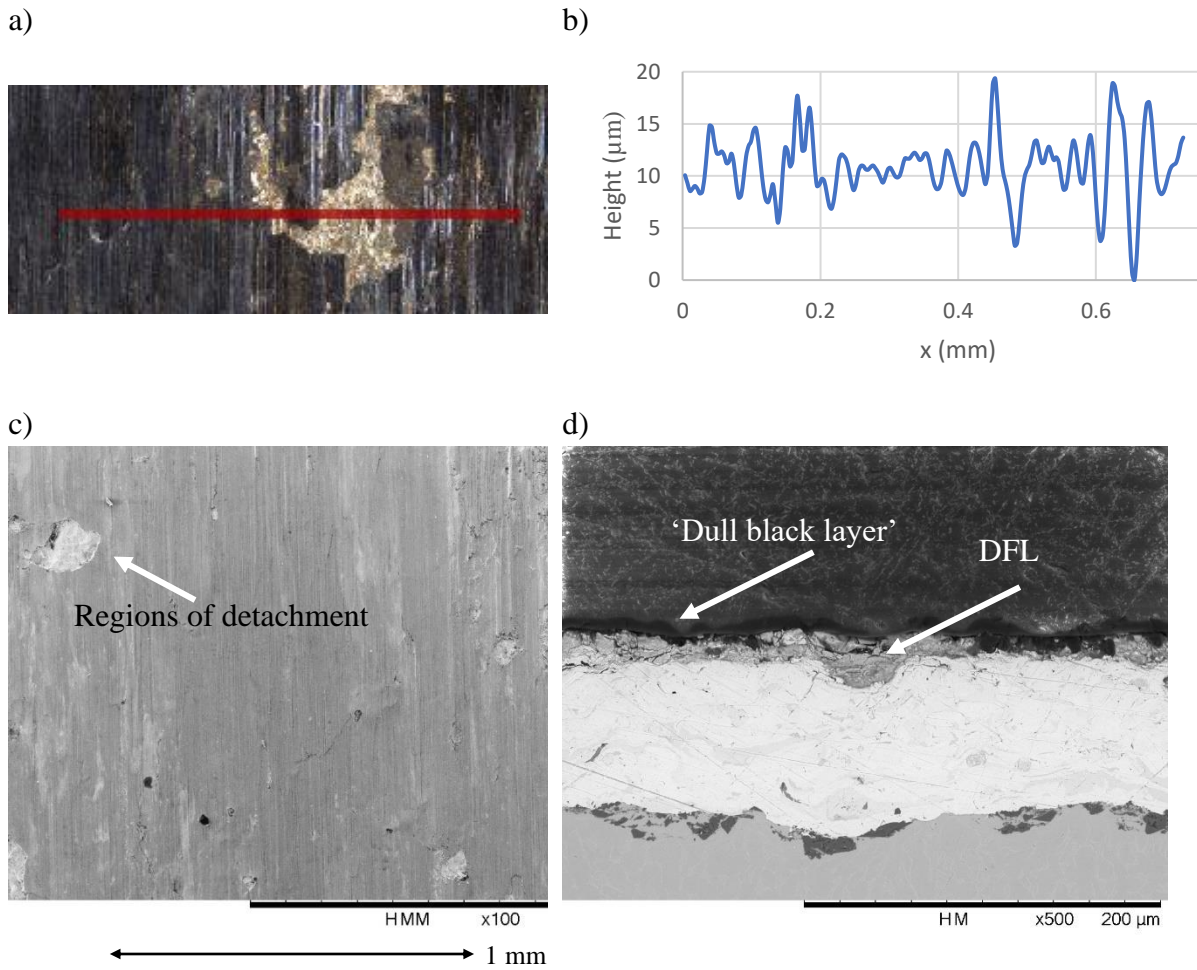 a)
b)
20
15
10
5
0
Height (µm)
0
0.2
0.4
0.6
x (mm)
c)
d)
Regions of detachment
HMM x100
1 mm
‘Dull black layer’
DFL
HM x500 200 µm